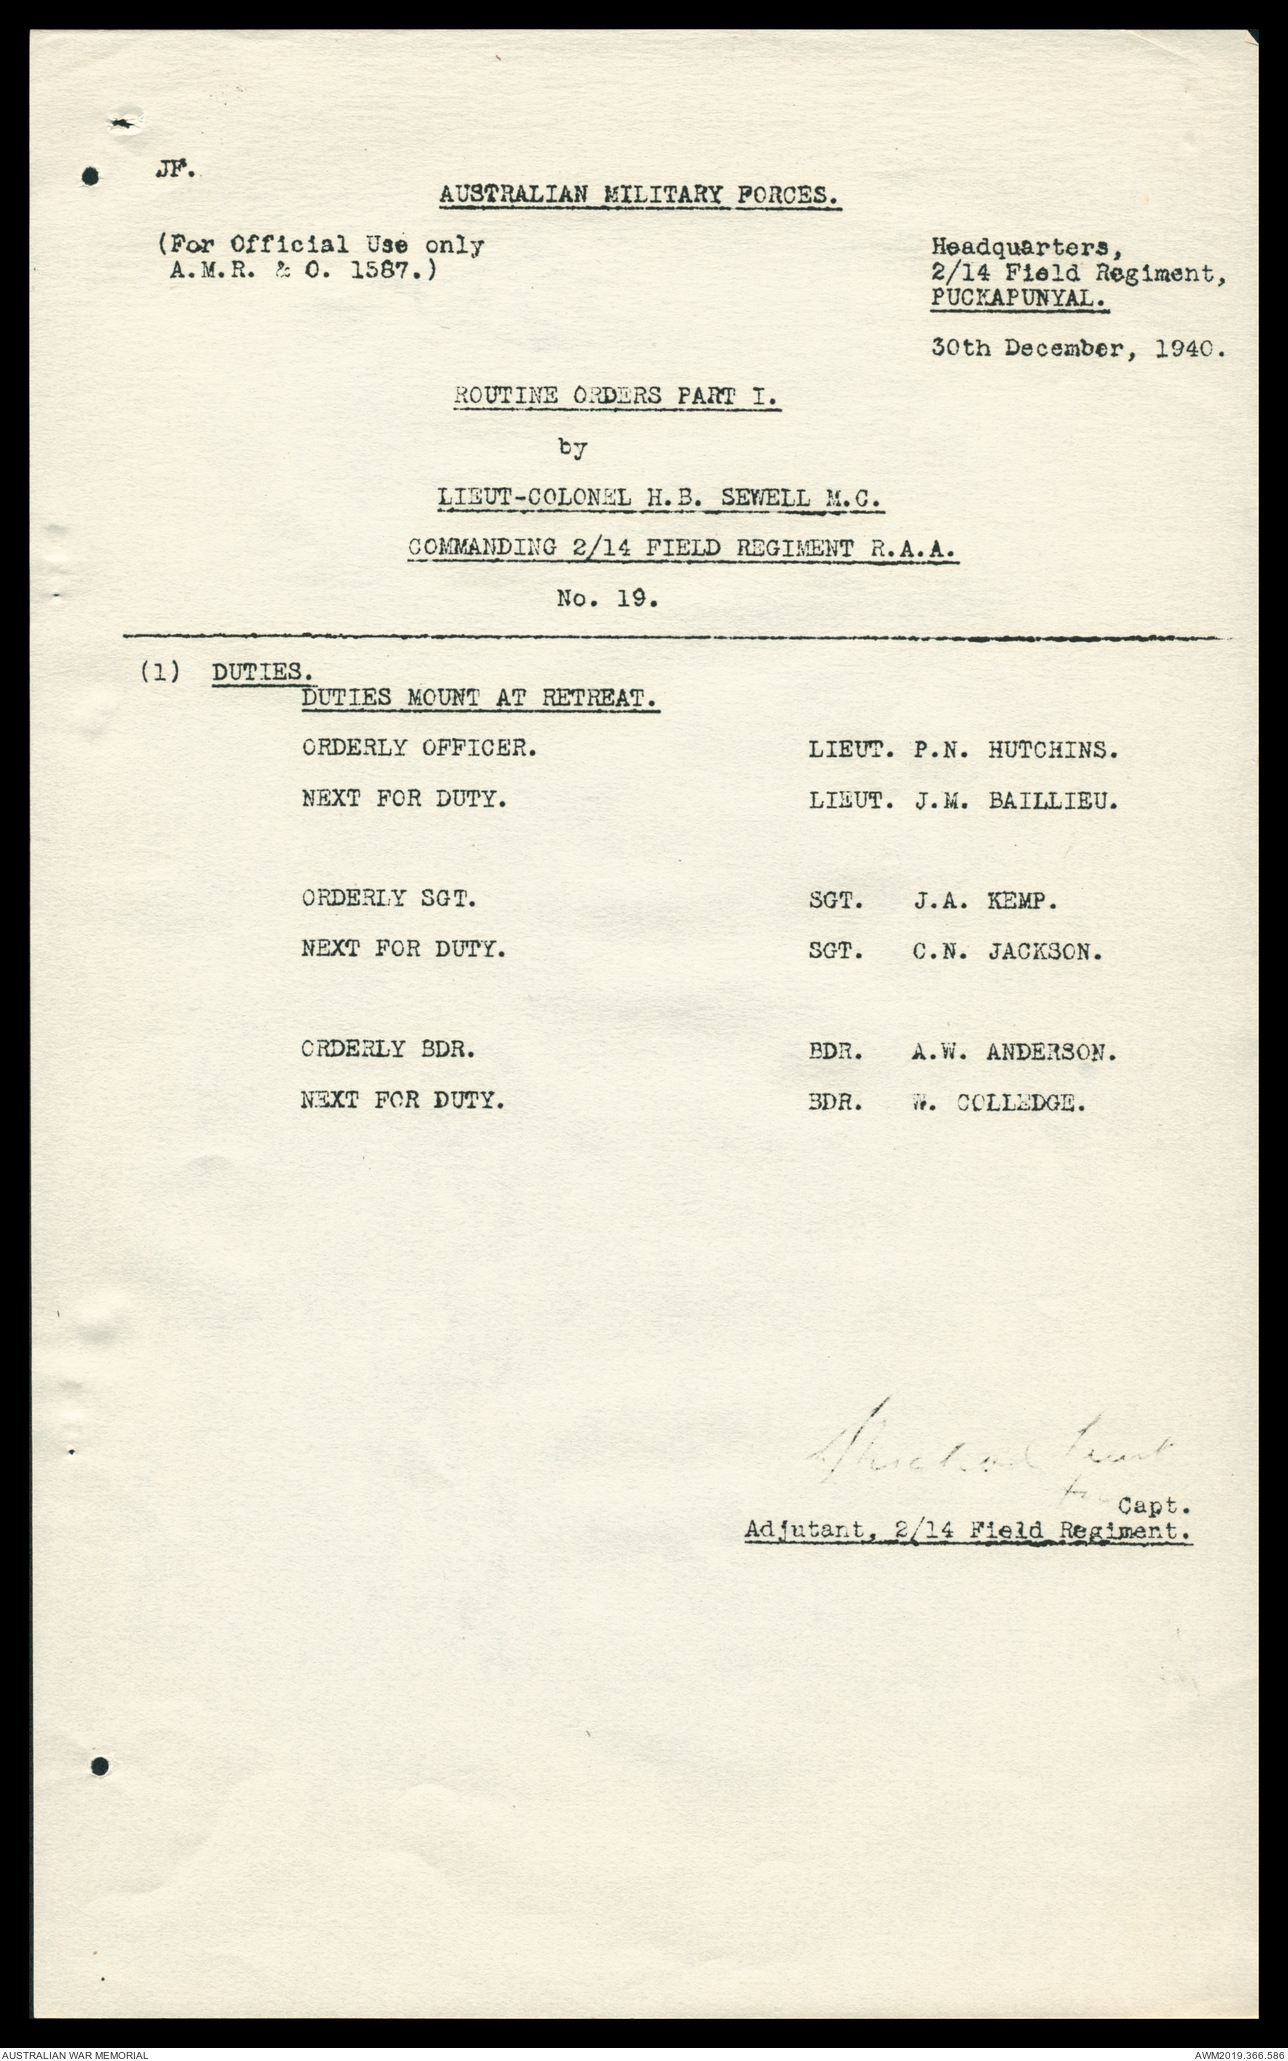 JF.
AUSTRALIAN MILITARY FORCES.
(For Official Use only
A.M.R. & O. 1587.)
Headquarters,
2/14 Field Regiment,
PUCKAPUNYAL.
30th December, 1940.
ROUTINE ORDERS PART I.
by
LIEUT-COLONEL H.B. SEWELL M.C.
COMMANDING 2/14 FIELD REGIMENT R.A.A.
No. 19.
(1) DUTIES.
DUTIES MOUNT AT RETREAT.
ORDERLY OFFICER. LIEUT. P.N. HUTCHINS.
NEXT FOR DUTY. LIEUT. J.M. BAILLIEU.
ORDERLY SGT. SGT. J.A. KEMP.
NEXT FOR DUTY. SGT. C.N. JACKSON.
ORDERLY BDR. BDR. A.W. ANDERSON.
NEXT FOR DUTY. BDR. W. COLLEDGE.
Capt.
Adjutant, 2/14 Field Regiment.
AUSTRALIAN WAR MEMORIAL
AWM2019.366.586